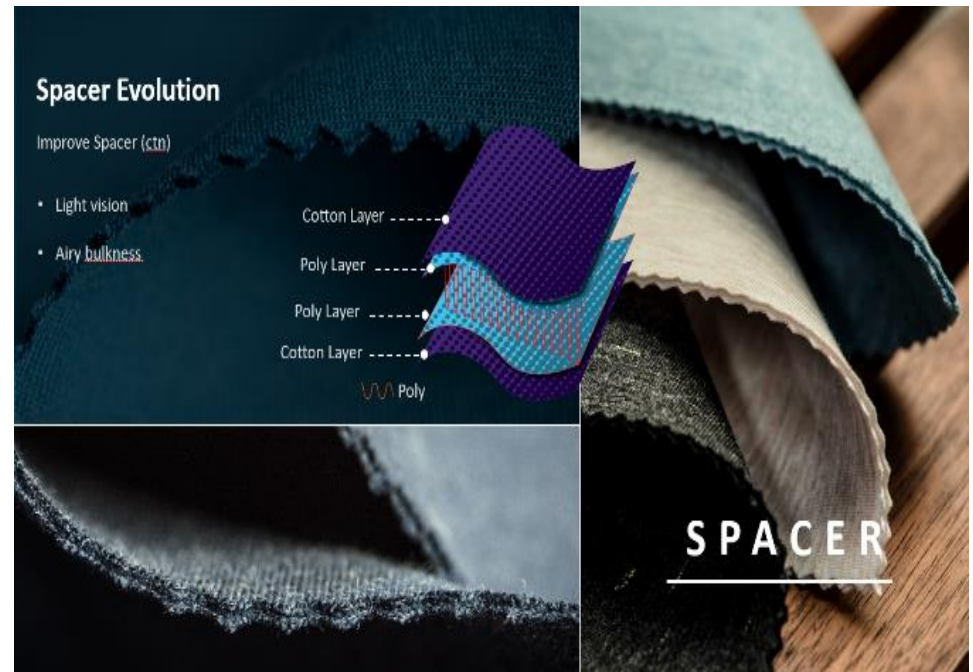 Spacer Evolution
Improve Spacer (ctn)
• Light vision
• Airy bulkness
Cotton Layer
Poly Layer
Poly Layer
Cotton Layer
Poly
SPACER